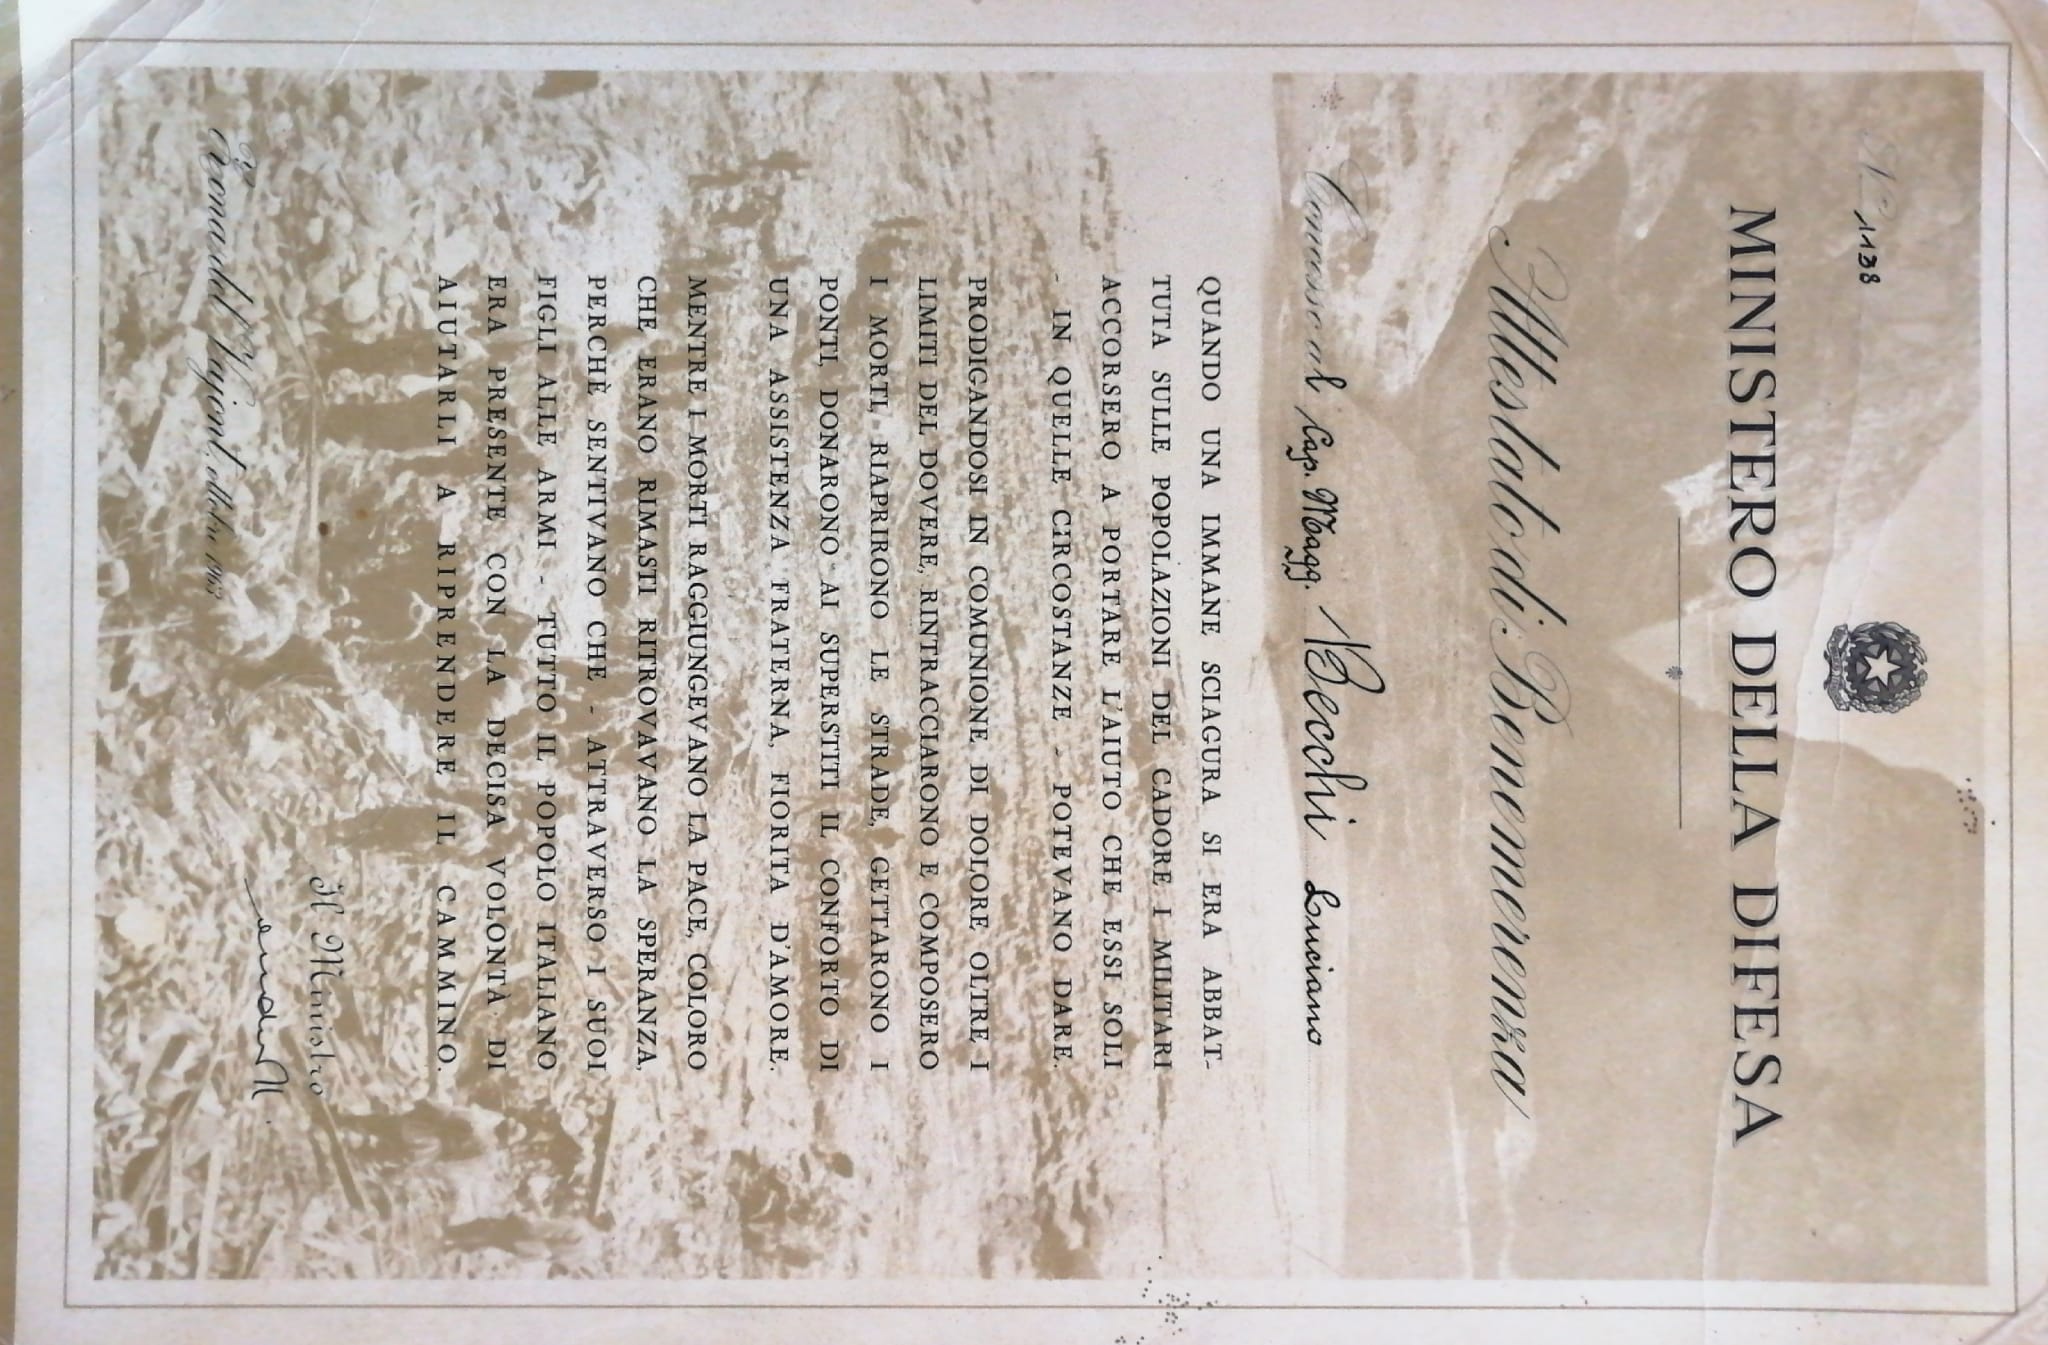 N° 1138
MINISTERO DELLA DIFESA
Attestato di Benemerenza
Concesso al Cap. Magg. Becchi Luciano
QUANDO UNA IMMANE SCIAGURA SI ERA ABBAT-
TUTA SULLE POPOLAZIONI DEL CADORE I MILITARI
ACCORSERO A PORTARE L'AIUTO CHE ESSI SOLI
- IN QUELLE CIRCOSTANZE - POTEVANO DARE.
PRODIGANDOSI IN COMUNIONE DI DOLORE OLTRE I
LIMITI DEL DOVERE, RINTRACCIARONO E COMPOSERO
I MORTI, RIAPRIRONO LE STRADE, GETTARONO I
PONTI, DONARONO AI SUPERSTITI IL CONFORTO DI
UNA ASSISTENZA FRATERNA, FIORITA D'AMORE.
MENTRE I MORTI RAGGIUNGEVANO LA PACE, COLORO
CHE ERANO RIMASTI RITROVAVANO LA SPERANZA,
PERCHÈ SENTIVANO CHE - ATTRAVERSO I SUOI
FIGLI ALLE ARMI - TUTTO IL POPOLO ITALIANO
ERA PRESENTE CON LA DECISA VOLONTÀ DI
AIUTARLI A RIPRENDERE IL CAMMINO.
Il Ministro
Zona del Vajont, ottobre 1963